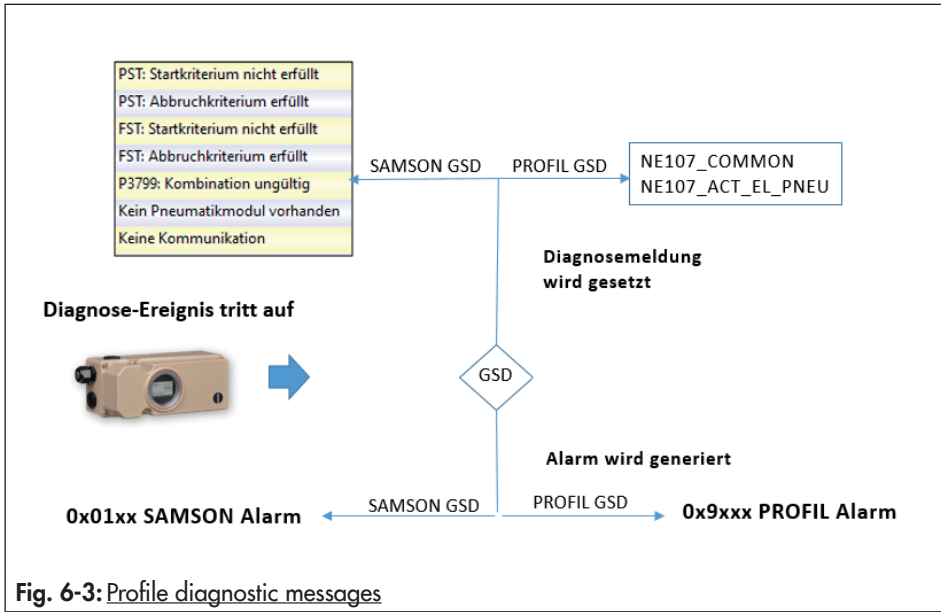 PST: Startkriterium nicht erfüllt
PST: Abbruchkriterium erfüllt
FST: Startkriterium nicht erfüllt
FST: Abbruchkriterium erfüllt
P3799: Kombination ungültig
Kein Pneumatikmodul vorhanden
Keine Kommunikation
SAMSON GSD
PROFIL GSD
NE107_COMMON
NE107_ACT_EL_PNEU
Diagnosemeldung
wird gesetzt
Diagnose-Ereignis tritt auf
GSD
Alarm wird generiert
0x01xx SAMSON Alarm
SAMSON GSD
PROFIL GSD
0x9xxx PROFIL Alarm
Fig. 6-3: Profile diagnostic messages